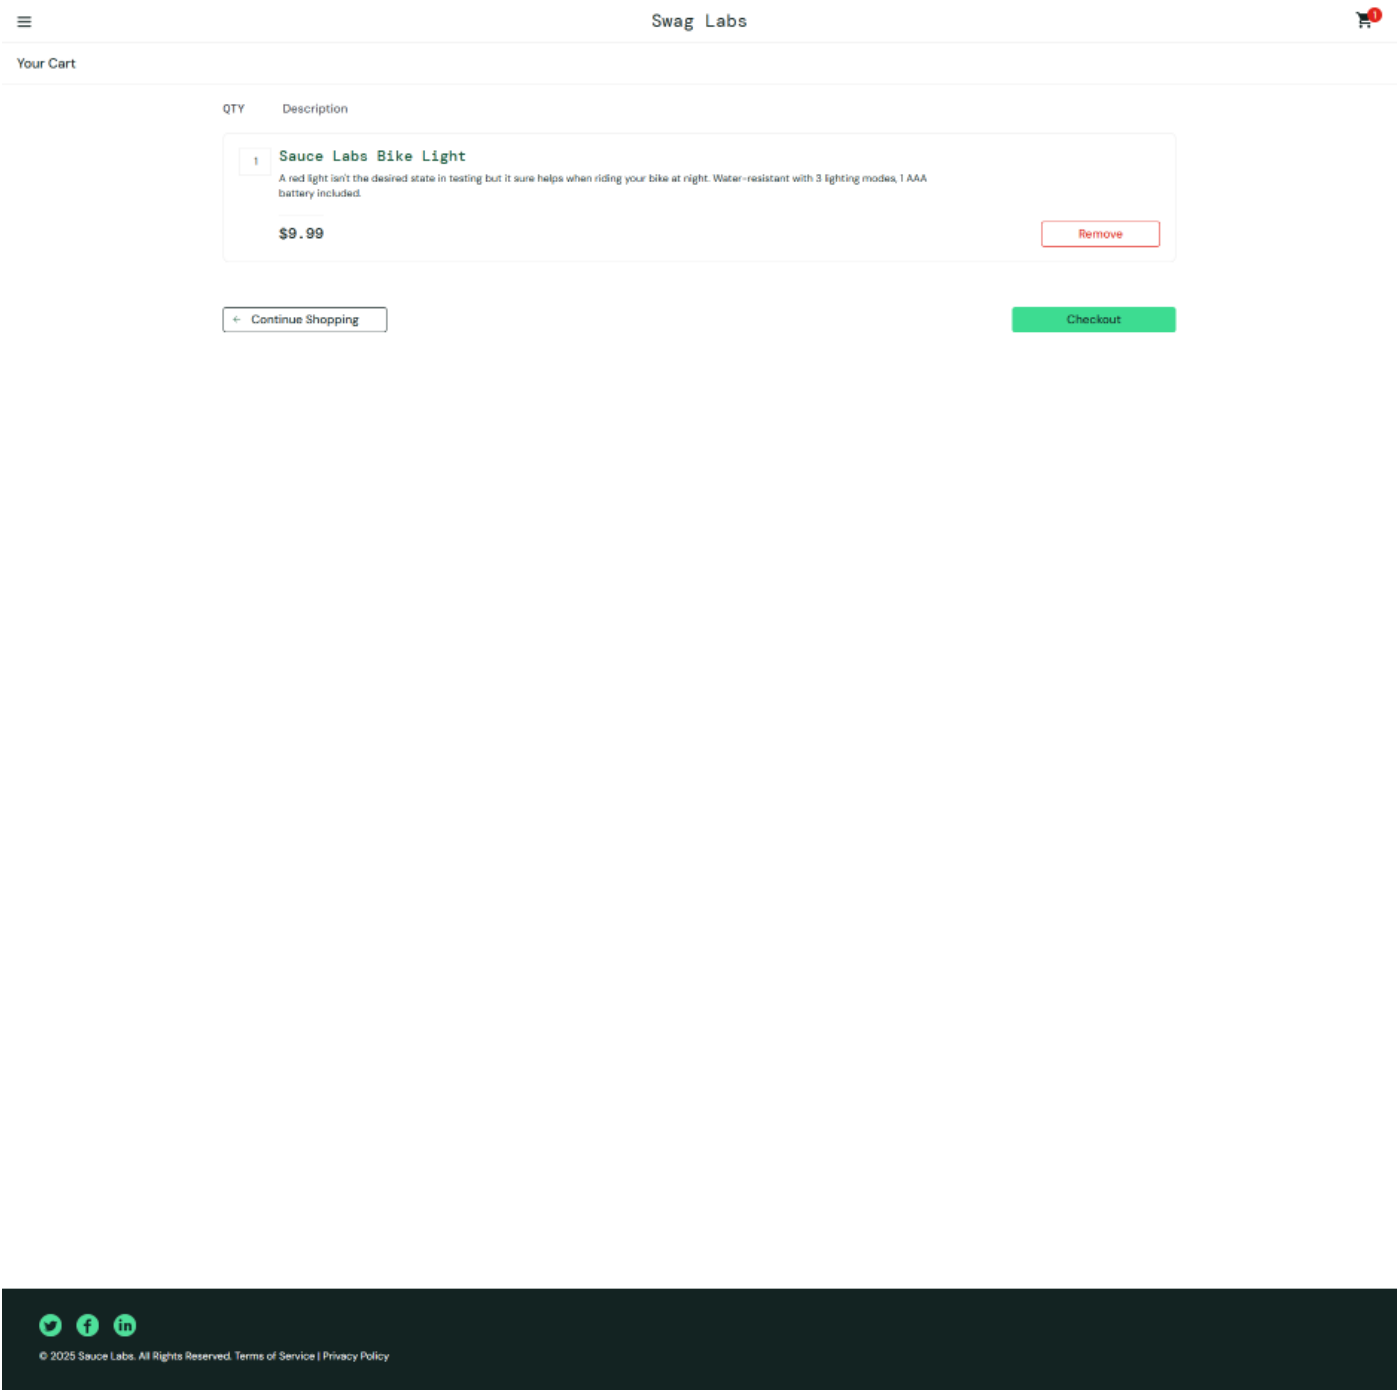 Swag Labs
1
Your Cart
QTY Description
1
Sauce Labs Bike Light
A red light isn't the desired state in testing but it sure helps when riding your bike at night. Water-resistant with 3 lighting modes, 1 AAA
battery included.
$9.99
Remove
← Continue Shopping
Checkout
f
in
© 2025 Sauce Labs. All Rights Reserved. Terms of Service | Privacy Policy